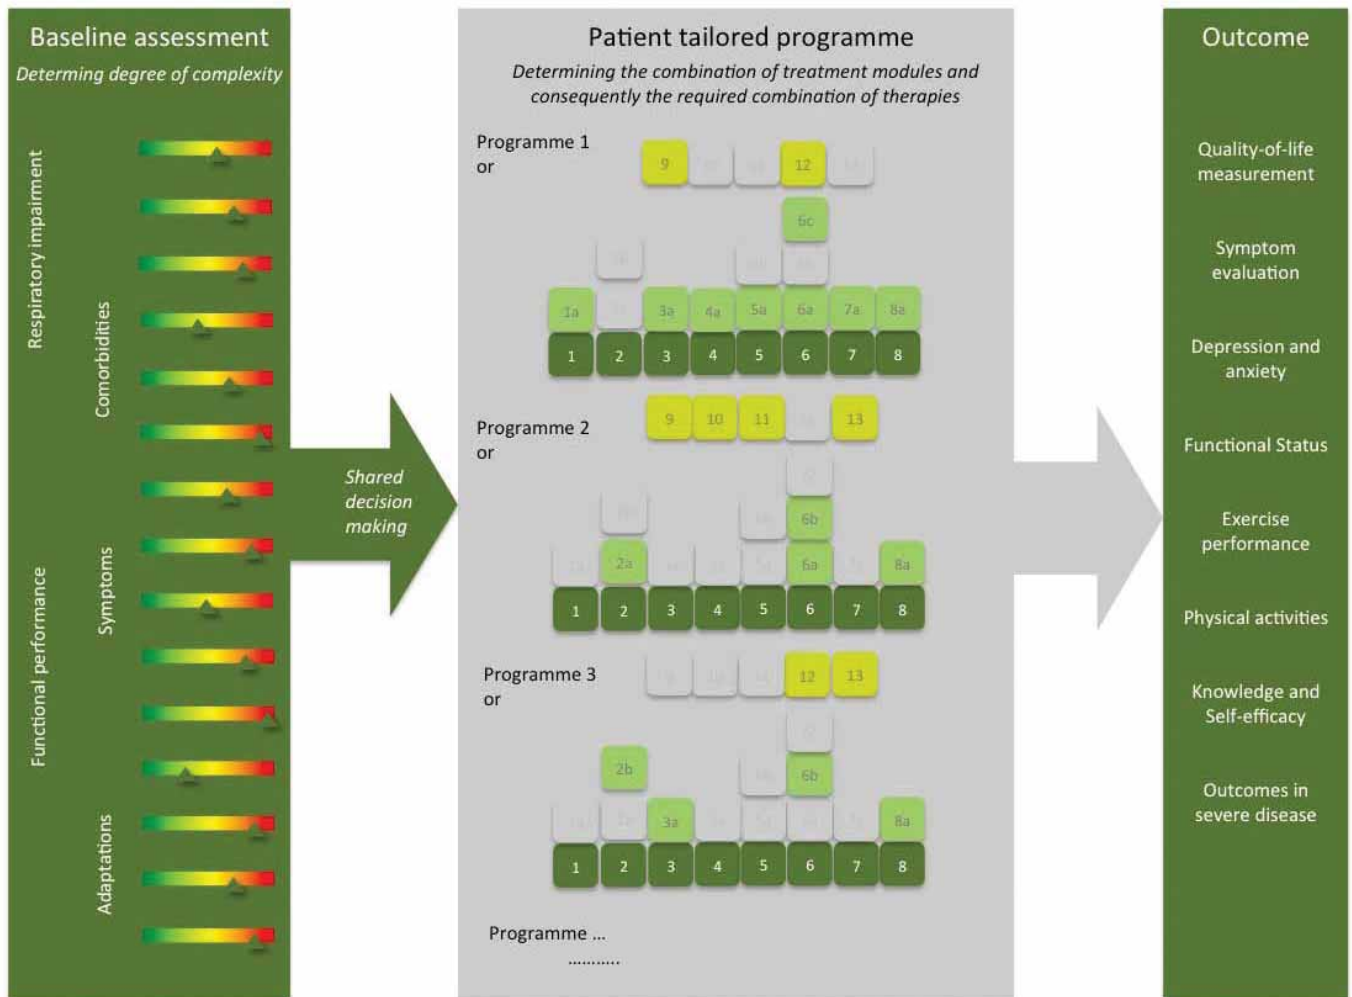 Baseline assessment
Determing degree of complexity
Respiratory impairment
Comorbidities
Symptoms
Functional performance
Adaptations
Shared
decision
making
Patient tailored programme
Determining the combination of treatment modules and
consequently the required combination of therapies
Programme 1
or
9 12
6c
1a 3a 4a 5a 6a 7a 8a
1 2 3 4 5 6 7 8
Programme 2
or
9 10 11 13
6b
2a 6a 8a
1 2 3 4 5 6 7 8
Programme 3
or
12 13
2b 6b
3a 8a
1 2 3 4 5 6 7 8
Programme ...
...........
Outcome
Quality-of-life
measurement
Symptom
evaluation
Depression and
anxiety
Functional Status
Exercise
performance
Physical activities
Knowledge and
Self-efficacy
Outcomes in
severe disease